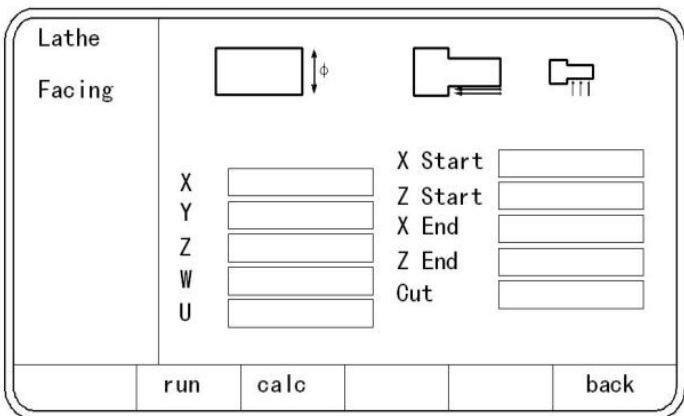 Lathe
Facing
φ
X
Y
Z
W
U
X Start
Z Start
X End
Z End
Cut
run calc back